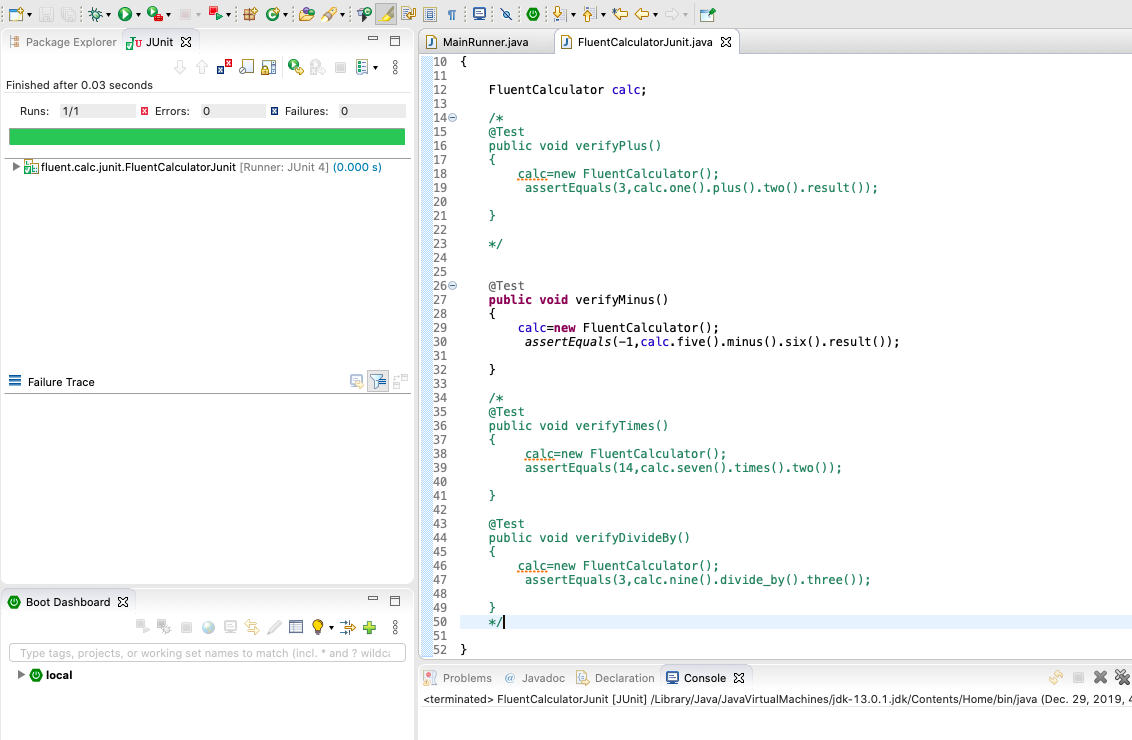 Package Explorer
JUnit
Finished after 0.03 seconds
Runs: 1/1 Errors: 0 Failures: 0
fluent.calc.junit.FluentCalculatorJunit [Runner: JUnit 4] (0.000 s)
Failure Trace
Boot Dashboard
Type tags, projects, or working set names to match (incl. * and ? wildca
local
MainRunner.java
FluentCalculatorJunit.java
10 {
11
12 FluentCalculator calc;
13
14 /*
15 @Test
16 public void verifyPlus()
17 {
18 calc=new FluentCalculator();
19 assertEquals(3,calc.one().plus().two().result());
20
21 }
22
23 */
24
25
26 @Test
27 public void verifyMinus()
28 {
29 calc=new FluentCalculator();
30 assertEquals(-1,calc.five().minus().six().result());
31
32 }
33
34 /*
35 @Test
36 public void verifyTimes()
37 {
38 calc=new FluentCalculator();
39 assertEquals(14,calc.seven().times().two());
40
41 }
42
43 @Test
44 public void verifyDivideBy()
45 {
46 calc=new FluentCalculator();
47 assertEquals(3,calc.nine().divide_by().three());
48
49 }
50 */
51
52 }
Problems @ Javadoc Declaration Console
<terminated> FluentCalculatorJunit [JUnit] /Library/Java/JavaVirtualMachines/jdk-13.0.1.jdk/Contents/Home/bin/java (Dec. 29, 2019, 4